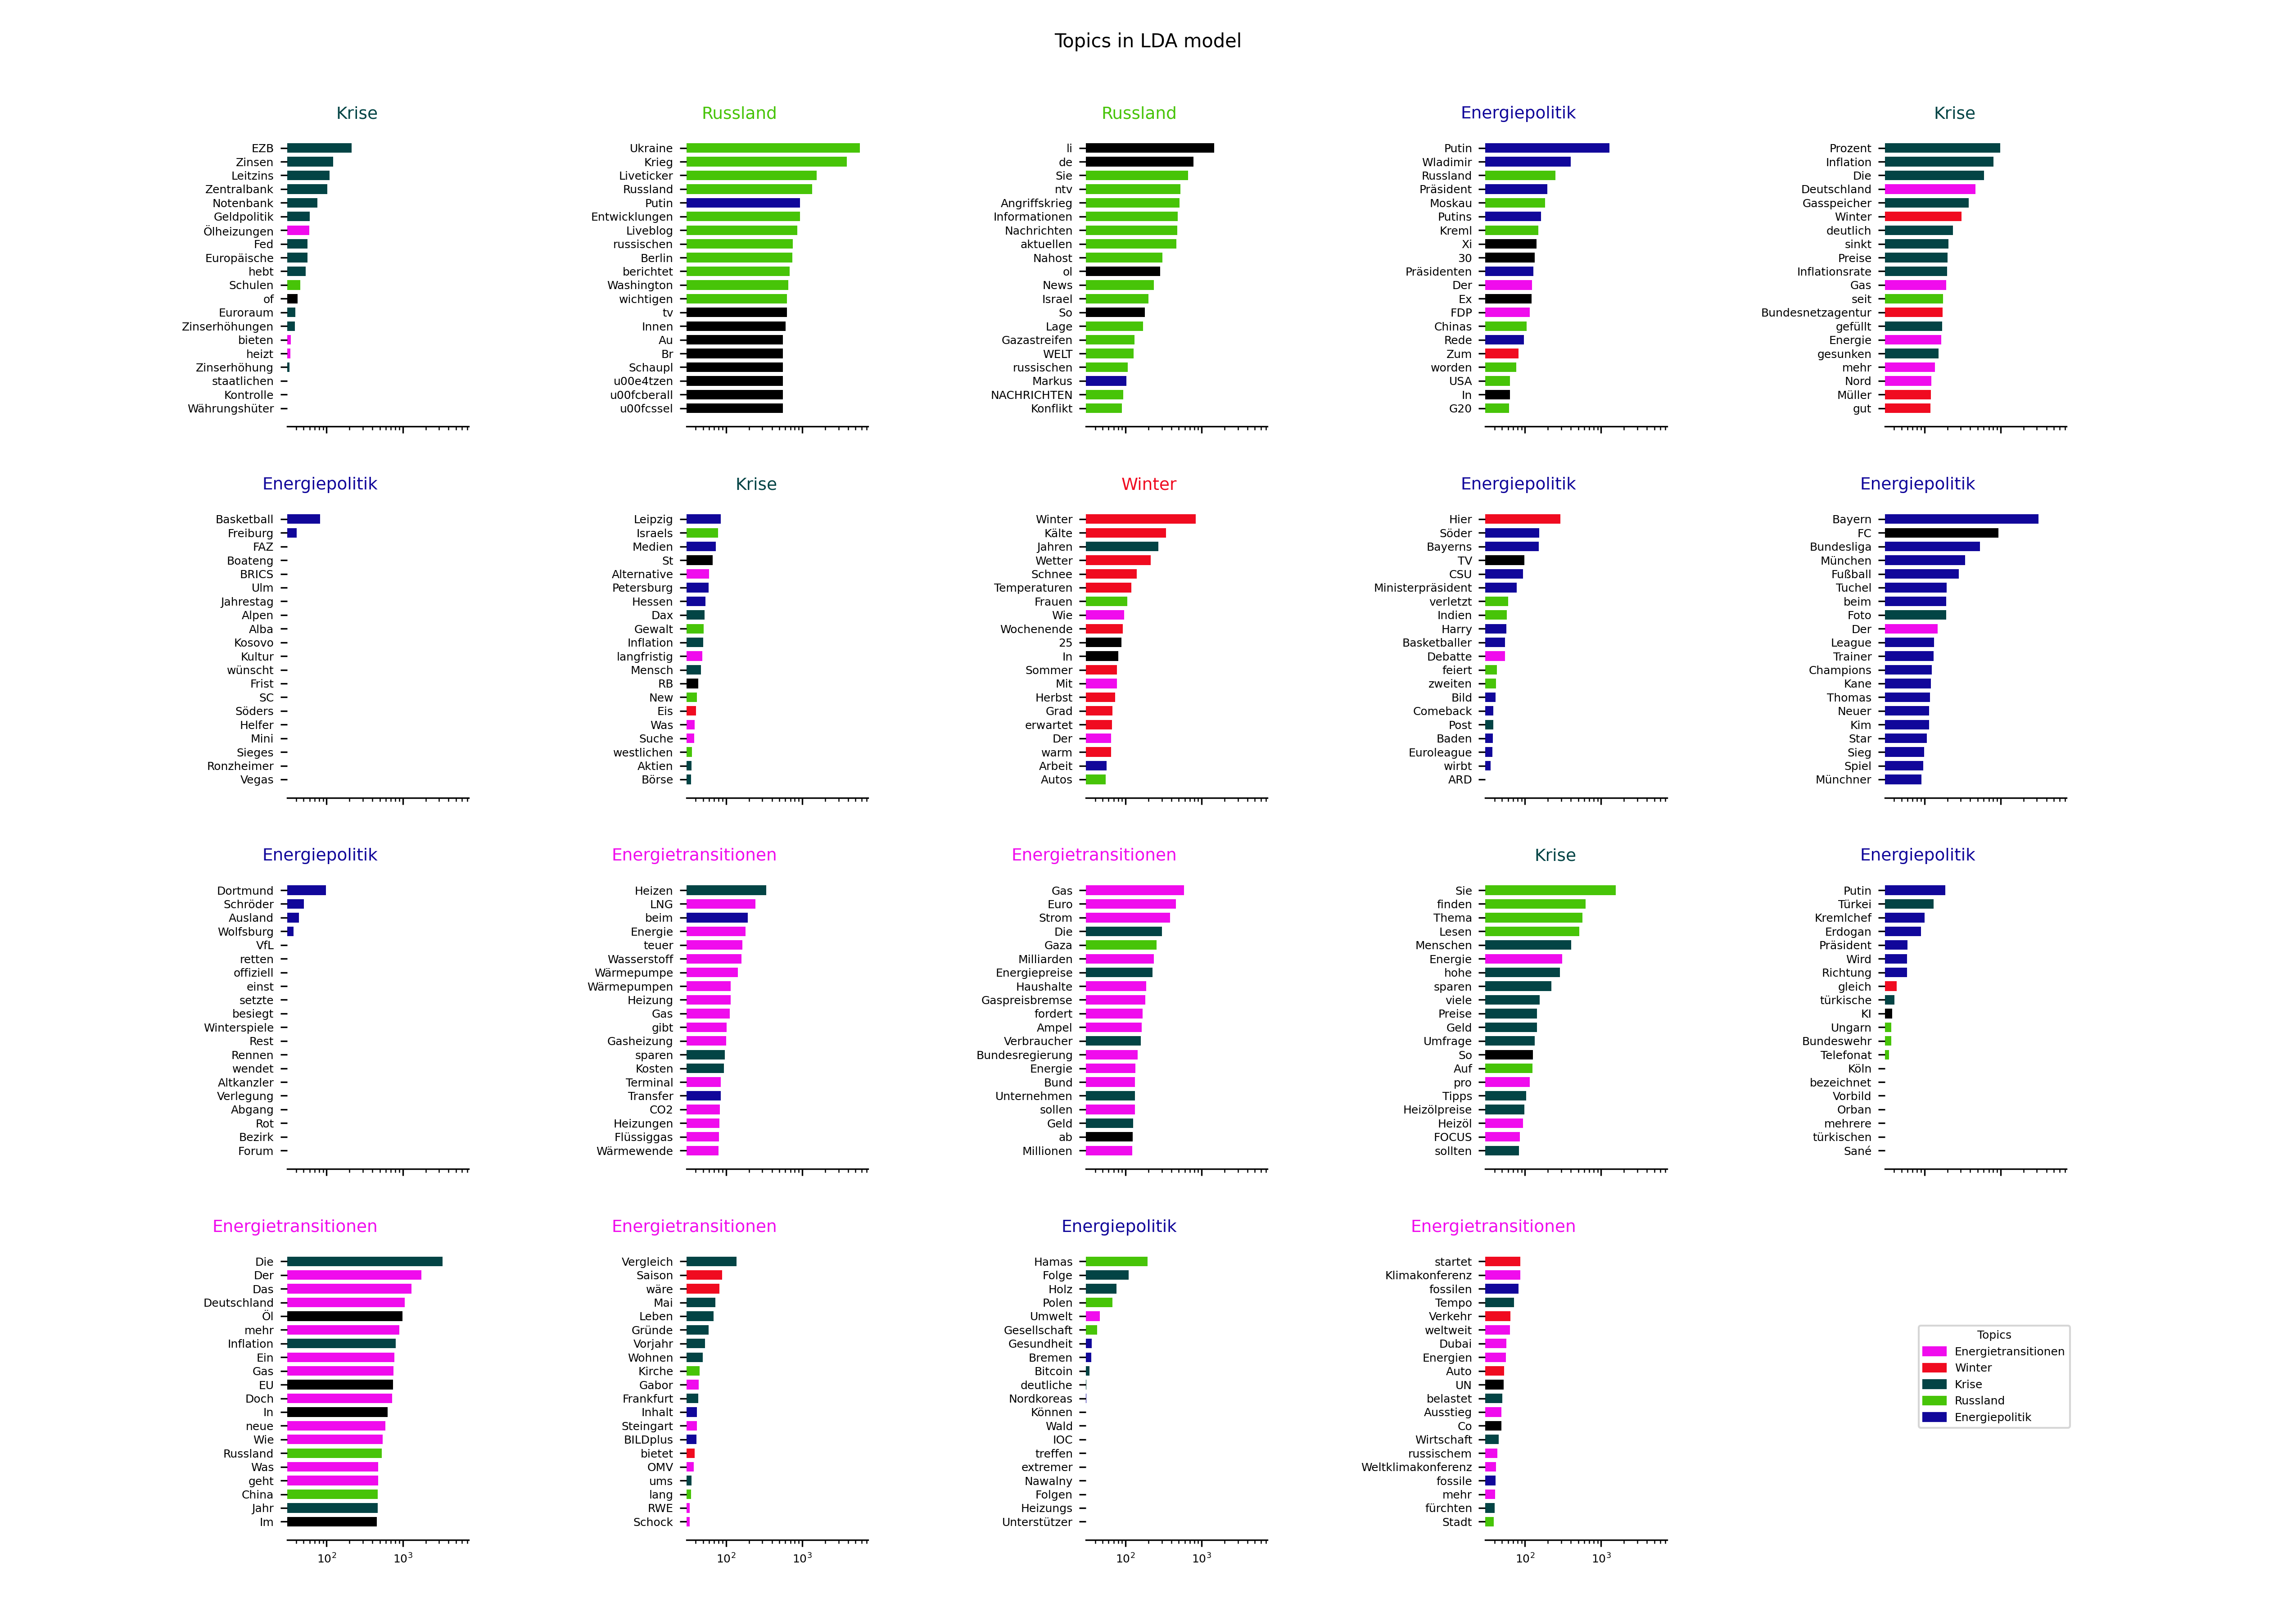 Topics in LDA model
Krise
EZB
Zinsen
Leitzins
Zentralbank
Notenbank
Geldpolitik
Ölheizungen
Fed
Europäische
hebt
Schulen
of
Euroraum
Zinserhöhungen
bieten
heizt
Zinserhöhung
staatlichen
Kontrolle
Währungshüter
Russland
Ukraine
Krieg
Liveticker
Russland
Putin
Entwicklungen
Liveblog
russischen
Berlin
berichtet
Washington
wichtigen
tv
Innen
Au
Br
Schaupl
u00e4tzen
u00fcberall
u00fcssel
Russland
li
de
Sie
ntv
Angriffskrieg
Informationen
Nachrichten
aktuellen
Nahost
ol
News
Israel
So
Lage
Gazastreifen
WELT
russischen
Markus
NACHRICHTEN
Konflikt
Energiepolitik
Putin
Wladimir
Russland
Präsident
Moskau
Putins
Kreml
Xi
30
Präsidenten
Der
Ex
FDP
Chinas
Rede
Zum
worden
USA
In
G20
Krise
Prozent
Inflation
Die
Deutschland
Gasspeicher
Winter
deutlich
sinkt
Preise
Inflationsrate
Gas
seit
Bundesnetzagentur
gefüllt
Energie
gesunken
mehr
Nord
Müller
gut
Energiepolitik
Basketball
Freiburg
FAZ
Boateng
BRICS
Ulm
Jahrestag
Alpen
Alba
Kosovo
Kultur
wünscht
Frist
SC
Söders
Helfer
Mini
Sieges
Ronzheimer
Vegas
Krise
Leipzig
Israels
Medien
St
Alternative
Petersburg
Hessen
Dax
Gewalt
Inflation
langfristig
Mensch
RB
New
Eis
Was
Suche
westlichen
Aktien
Börse
Winter
Winter
Kälte
Jahren
Wetter
Schnee
Temperaturen
Frauen
Wie
Wochenende
25
In
Sommer
Mit
Herbst
Grad
erwartet
Der
warm
Arbeit
Autos
Energiepolitik
Hier
Söder
Bayerns
TV
CSU
Ministerpräsident
verletzt
Indien
Harry
Basketballer
Debatte
feiert
zweiten
Bild
Comeback
Post
Baden
Euroleague
wirbt
ARD
Energiepolitik
Bayern
FC
Bundesliga
München
Fußball
Tuchel
beim
Foto
Der
League
Trainer
Champions
Kane
Thomas
Neuer
Kim
Star
Sieg
Spiel
Münchner
Energiepolitik
Dortmund
Schröder
Ausland
Wolfsburg
VfL
retten
offiziell
einst
setzte
besiegt
Winterspiele
Rest
Rennen
wendet
Altkanzler
Verlegung
Abgang
Rot
Bezirk
Forum
Energietransitionen
Heizen
LNG
beim
Energie
teuer
Wasserstoff
Wärmepumpe
Wärmepumpen
Heizung
Gas
gibt
Gasheizung
sparen
Kosten
Terminal
Transfer
CO2
Heizungen
Flüssiggas
Wärmewende
Energietransitionen
Gas
Euro
Strom
Die
Gaza
Milliarden
Energiepreise
Haushalte
Gaspreisbremse
fordert
Ampel
Verbraucher
Bundesregierung
Energie
Bund
Unternehmen
sollen
Geld
ab
Millionen
Krise
Sie
finden
Thema
Lesen
Menschen
Energie
hohe
sparen
viele
Preise
Geld
Umfrage
So
Auf
pro
Tipps
Heizölpreise
Heizöl
FOCUS
sollten
Energiepolitik
Putin
Türkei
Kremlchef
Erdogan
Präsident
Wird
Richtung
gleich
türkische
KI
Ungarn
Bundeswehr
Telefonat
Köln
bezeichnet
Vorbild
Orban
mehrere
türkischen
Sané
Energietransitionen
Die
Der
Das
Deutschland
Öl
mehr
Inflation
Ein
Gas
EU
Doch
In
neue
Wie
Russland
Was
geht
China
Jahr
Im
10² 10³
Energietransitionen
Vergleich
Saison
wäre
Mai
Leben
Gründe
Vorjahr
Wohnen
Kirche
Gabor
Frankfurt
Inhalt
Steingart
BILDplus
bietet
OMV
ums
lang
RWE
Schock
10² 10³
Energiepolitik
Hamas
Folge
Holz
Polen
Umwelt
Gesellschaft
Gesundheit
Bremen
Bitcoin
deutliche
Nordkoreas
Können
Wald
IOC
treffen
extremer
Nawalny
Folgen
Heizungs
Unterstützer
10² 10³
Energietransitionen
startet
Klimakonferenz
fossilen
Tempo
Verkehr
weltweit
Dubai
Energien
Auto
UN
belastet
Ausstieg
Co
Wirtschaft
russischem
Weltklimakonferenz
fossile
mehr
fürchten
Stadt
10² 10³
Topics
Energietransitionen
Winter
Krise
Russland
Energiepolitik